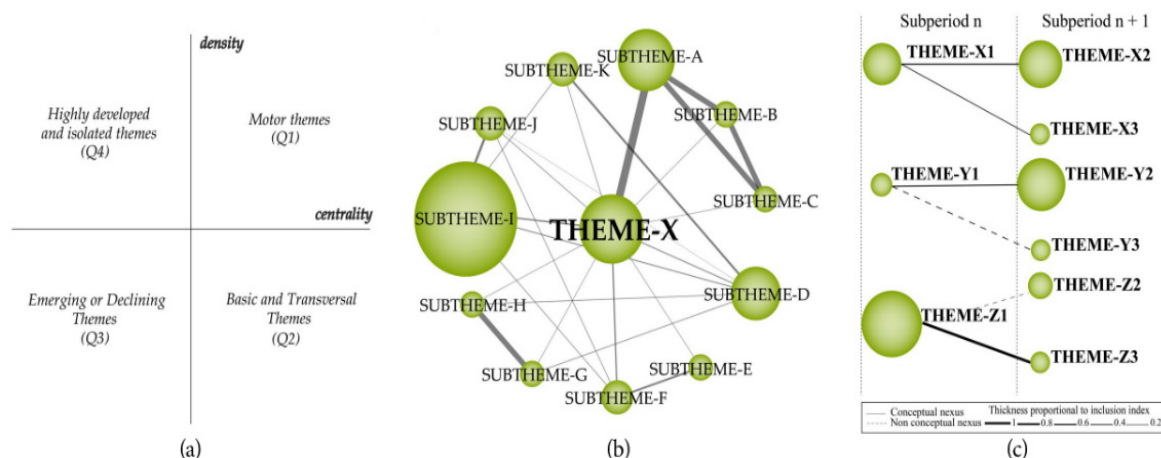 density
Highly developed
and isolated themes
(Q4)
Motor themes
(Q1)
centrality
Emerging or Declining
Themes
(Q3)
Basic and Transversal
Themes
(Q2)
(a)
SUBTHEME-A
SUBTHEME-K
SUBTHEME-B
SUBTHEME-J
SUBTHEME-C
SUBTHEME-I
THEME-X
SUBTHEME-D
SUBTHEME-H
SUBTHEME-E
SUBTHEME-G
SUBTHEME-F
(b)
Subperiod n
Subperiod n + 1
THEME-X1
THEME-X2
THEME-X3
THEME-Y1
THEME-Y2
THEME-Y3
THEME-Z2
THEME-Z1
THEME-Z3
Conceptual nexus
Non conceptual nexus
Thickness proportional to inclusion index
1 0.8 0.6 0.4 0.2
(c)